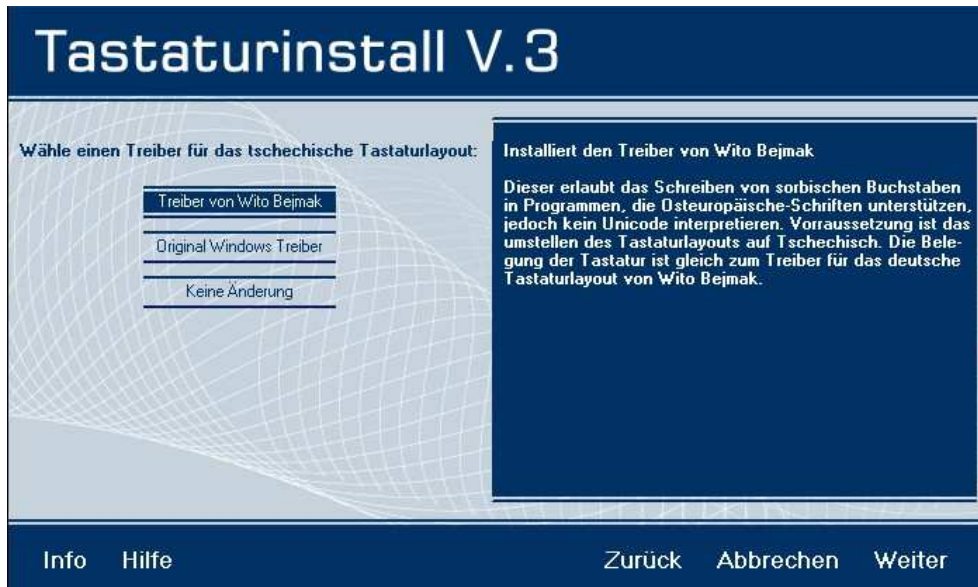 Tastaturinstall V.3
Wähle einen Treiber für das tschechische Tastaturlayout:
Treiber von Wito Bejmak
Original Windows Treiber
Keine Änderung
Installiert den Treiber von Wito Bejmak
Dieser erlaubt das Schreiben von sorbischen Buchstaben
in Programmen, die Osteuropäische-Schriften unterstützen,
jedoch kein Unicode interpretieren. Vorraussetzung ist das
umstellen des Tastaturlayouts auf Tschechisch. Die Bele-
gung der Tastatur ist gleich zum Treiber für das deutsche
Tastaturlayout von Wito Bejmak.
Info Hilfe Zurück Abbrechen Weiter